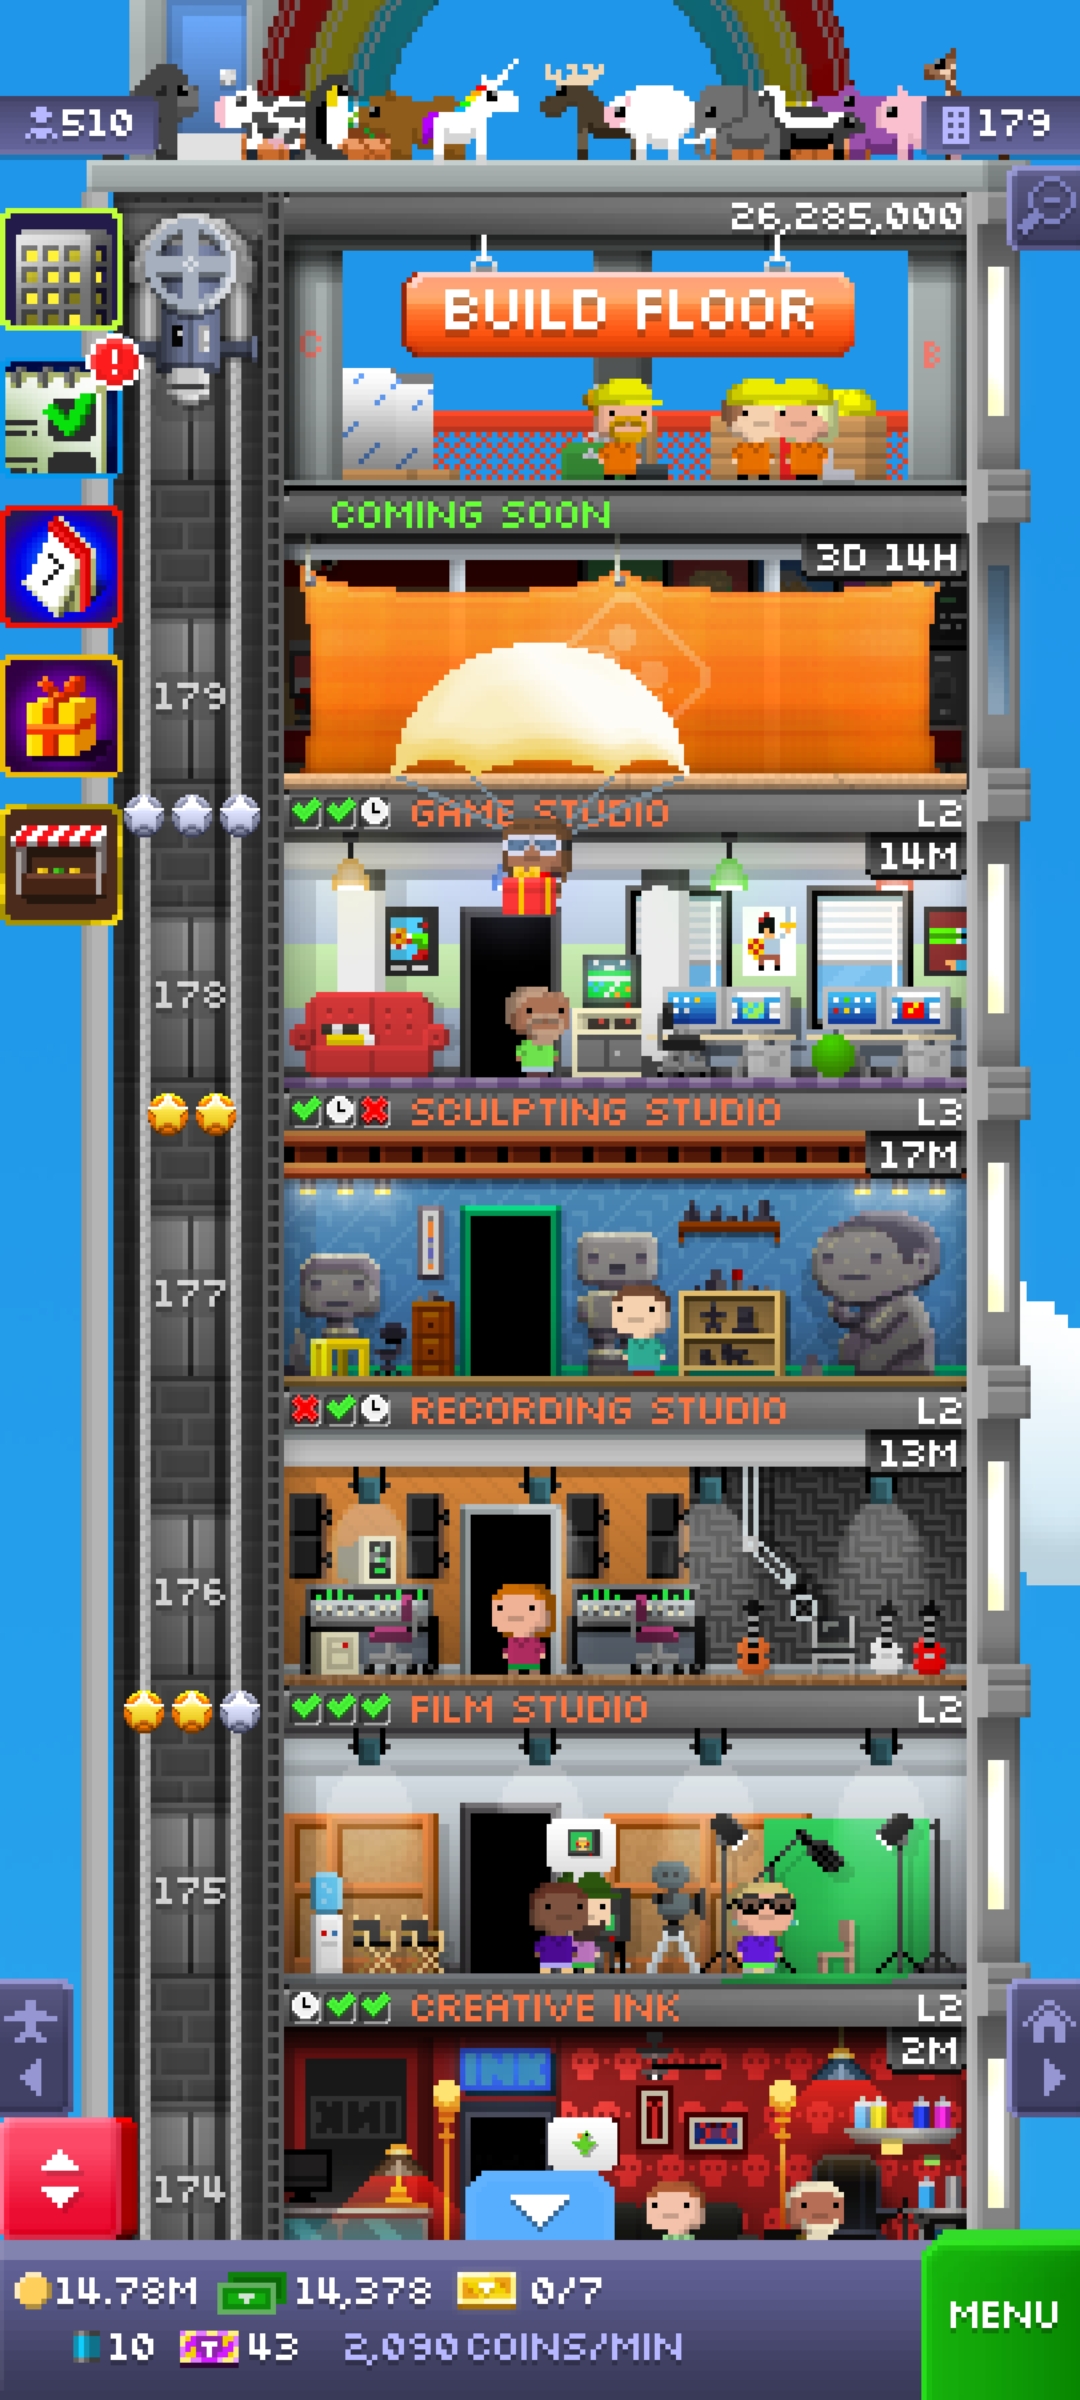 510
179
26,285,000
BUILD FLOOR
C
B
COMING SOON
3D 14H
7
179
GAME STUDIO
L2
14M
178
SCULPTING STUDIO
L3
17M
177
RECORDING STUDIO
L2
13M
176
FILM STUDIO
L2
175
CREATIVE INK
L2
2M
INK
174
14.78M
14,378
0/7
MENU
10
43
2,090 COINS/MIN